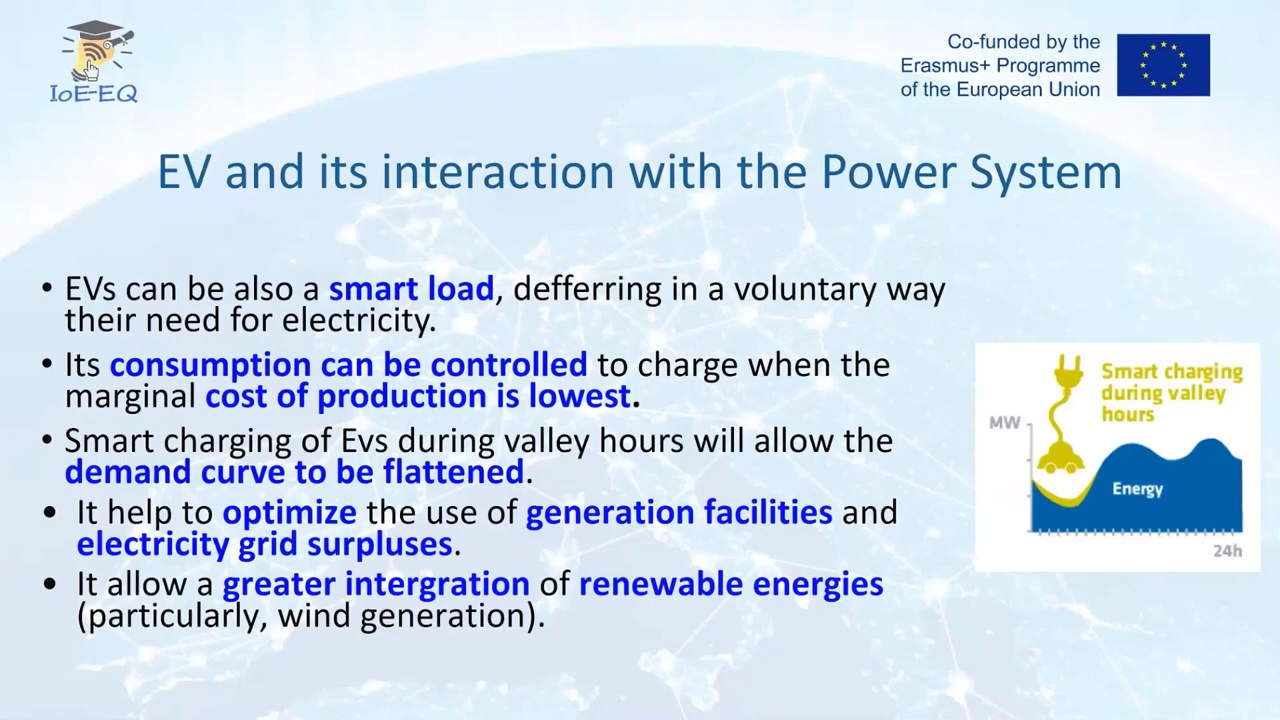 IoE-EQ
Co-funded by the
Erasmus+ Programme
of the European Union
EV and its interaction with the Power System
• EVs can be also a smart load, defferring in a voluntary way
their need for electricity.
• Its consumption can be controlled to charge when the
marginal cost of production is lowest.
• Smart charging of Evs during valley hours will allow the
demand curve to be flattened.
• It help to optimize the use of generation facilities and
electricity grid surpluses.
• It allow a greater intergration of renewable energies
(particularly, wind generation).
Smart charging
during valley
hours
MW
Energy
24h